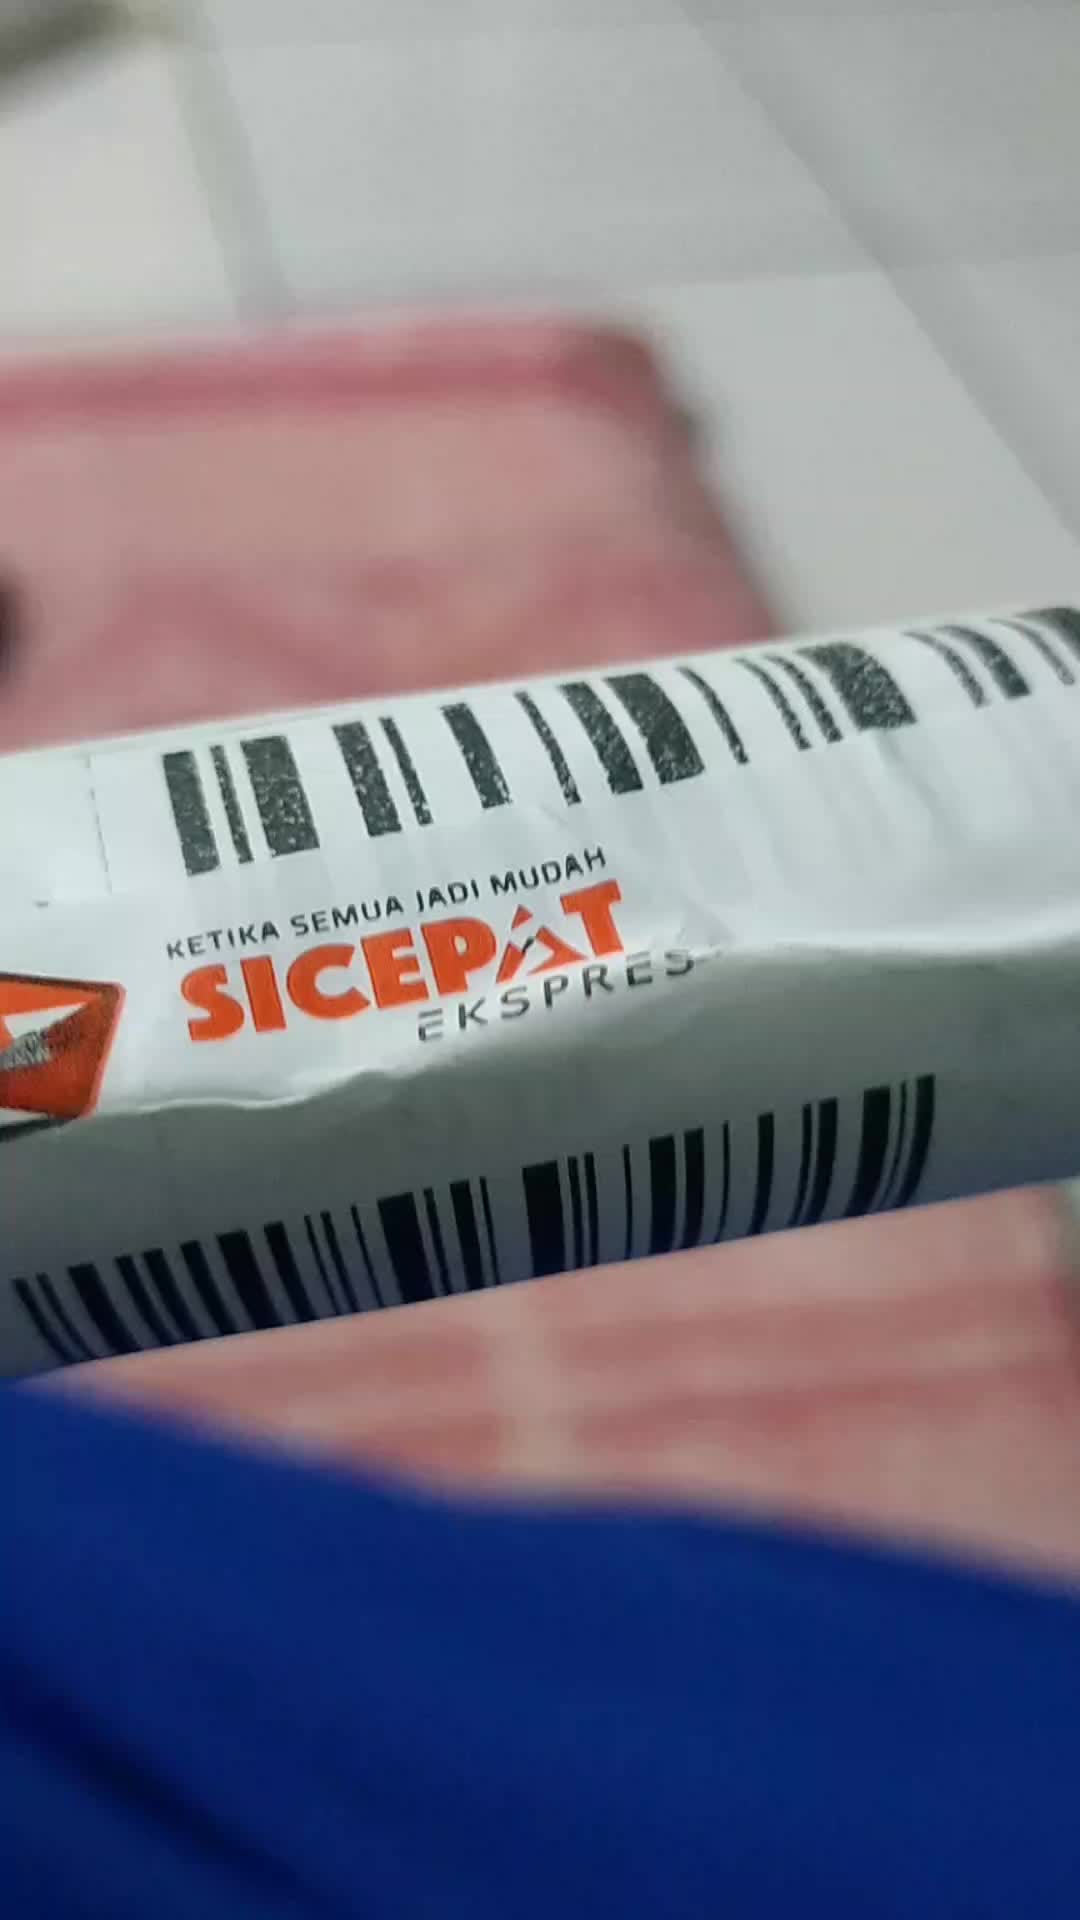 KETIKA SEMUA JADI MUDAH
SICEPAT
EKSPRES